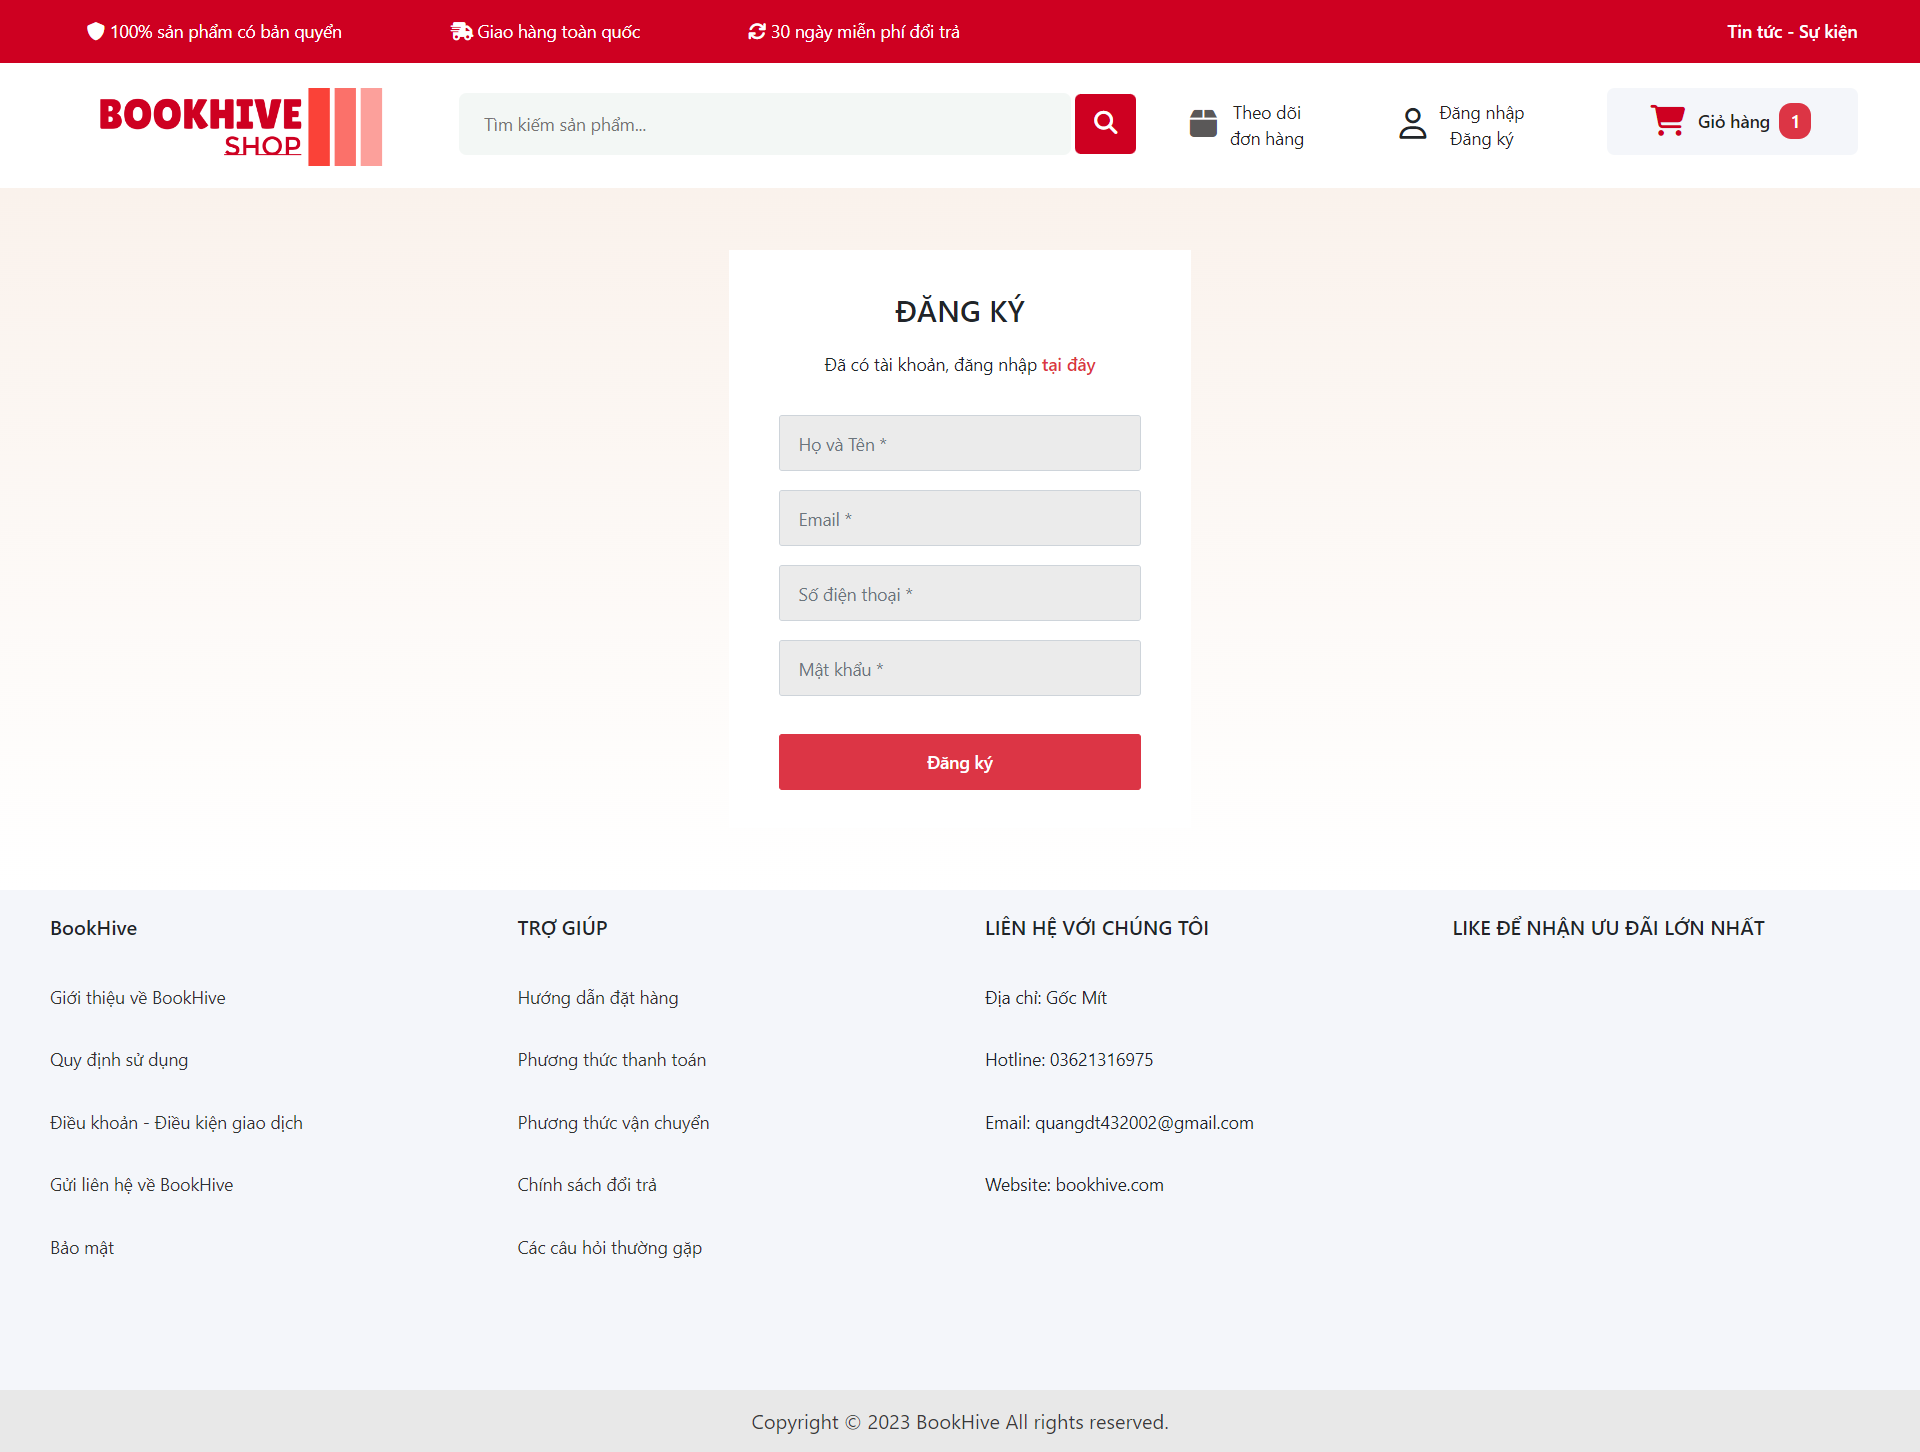 100% sản phẩm có bản quyển
Giao hàng toàn quốc
30 ngày miễn phí đổi trả
Tin tức - Sự kiện
BOOKHIVE
SHOP
Tìm kiếm sản phẩm...
Theo dõi
đơn hàng
Đăng nhập
Đăng ký
Giỏ hàng 1
ĐĂNG KÝ
Đã có tài khoản, đăng nhập tại đây
Họ và Tên *
Email *
Số điện thoại *
Mật khẩu *
Đăng ký
BookHive
Giới thiệu về BookHive
Quy định sử dụng
Điều khoản - Điều kiện giao dịch
Gửi liên hệ về BookHive
Bảo mật
TRỢ GIÚP
Hướng dẫn đặt hàng
Phương thức thanh toán
Phương thức vận chuyển
Chính sách đổi trả
Các câu hỏi thường gặp
LIÊN HỆ VỚI CHÚNG TÔI
Địa chỉ: Gốc Mít
Hotline: 03621316975
Email: quangdt432002@gmail.com
Website: bookhive.com
LIKE ĐỂ NHẬN ƯU ĐÃI LỚN NHẤT
Copyright © 2023 BookHive All rights reserved.